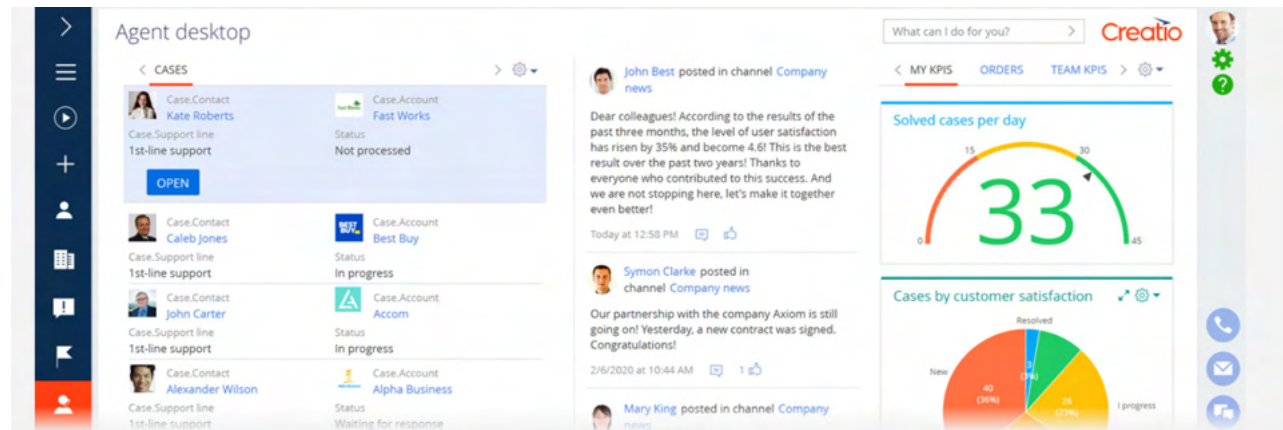 Agent desktop
What can I do for you?
Creatio
CASES
Case.Contact
Kate Roberts
Case.Account
Fast Works
Case.Support line
1st-line support
Status
Not processed
OPEN
Case.Contact
Caleb Jones
BEST BUY
Case.Account
Best Buy
Case.Support line
1st-line support
Status
In progress
Case.Contact
John Carter
Case.Account
Accom
Case.Support line
1st-line support
Status
In progress
Case.Contact
Alexander Wilson
Case.Account
Alpha Business
Case.Support line
1st-line support
Status
Waiting for response
John Best posted in channel Company
news
Dear colleagues! According to the results of the
past three months, the level of user satisfaction
has risen by 35% and become 4.6! This is the best
result over the past two years! Thanks to
everyone who contributed to this success. And
we are not stopping here, let's make it together
even better!
Today at 12:58 PM
Symon Clarke posted in
channel Company news
Our partnership with the company Axiom is still
going on! Yesterday, a new contract was signed.
Congratulations!
2/6/2020 at 10:44 AM 1
Mary King posted in channel Company
news
MY KPIS ORDERS TEAM KPIS
Solved cases per day
15
30
33
0
45
Cases by customer satisfaction
Resolved
New
3
(3%)
40
(36%)
26
(23%)
I progress